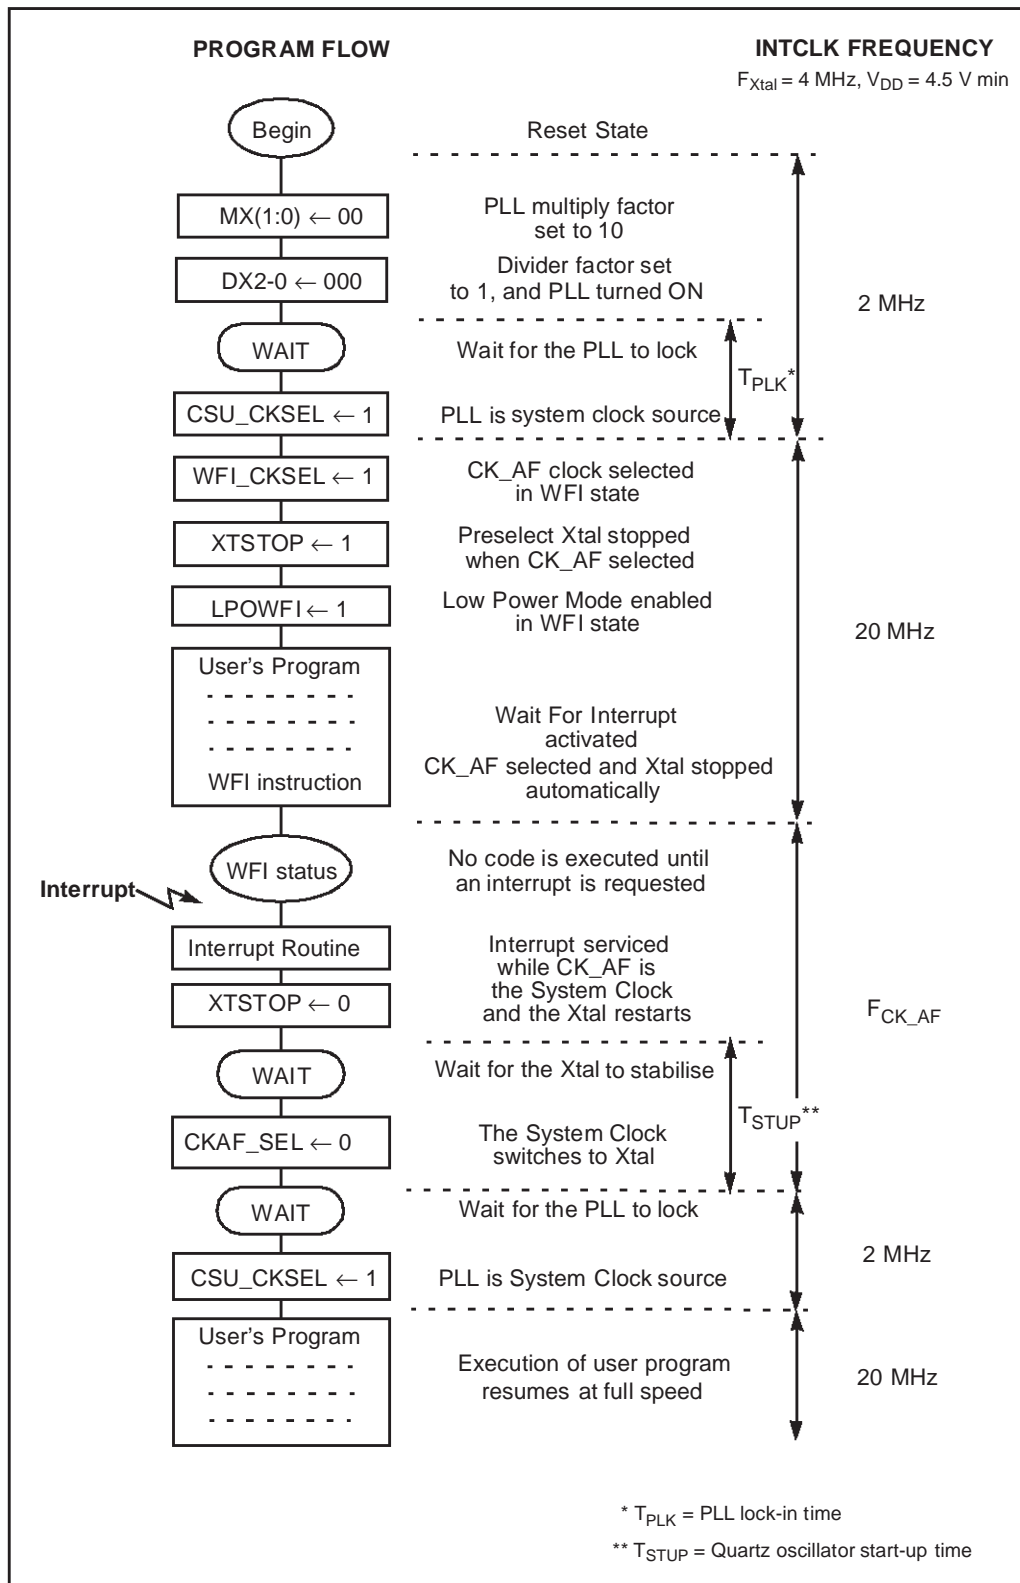 PROGRAM FLOW
INTCLK FREQUENCY
F_Xtal = 4 MHz, V_DD = 4.5 V min
Begin
Reset State
MX(1:0) ← 00
PLL multiply factor
set to 10
DX2-0 ← 000
Divider factor set
to 1, and PLL turned ON
2 MHz
WAIT
Wait for the PLL to lock
T_PLK*
CSU_CKSEL ← 1
PLL is system clock source
WFI_CKSEL ← 1
CK_AF clock selected
in WFI state
XTSTOP ← 1
Preselect Xtal stopped
when CK_AF selected
LPOWFI ← 1
Low Power Mode enabled
in WFI state
20 MHz
User's Program
WFI instruction
Wait For Interrupt
activated
CK_AF selected and Xtal stopped
automatically
WFI status
No code is executed until
an interrupt is requested
Interrupt
Interrupt Routine
Interrupt serviced
while CK_AF is
the System Clock
and the Xtal restarts
XTSTOP ← 0
F_CK_AF
WAIT
Wait for the Xtal to stabilise
T_STUP**
CKAF_SEL ← 0
The System Clock
switches to Xtal
WAIT
Wait for the PLL to lock
2 MHz
CSU_CKSEL ← 1
PLL is System Clock source
User's Program
Execution of user program
resumes at full speed
20 MHz
* T_PLK = PLL lock-in time
** T_STUP = Quartz oscillator start-up time